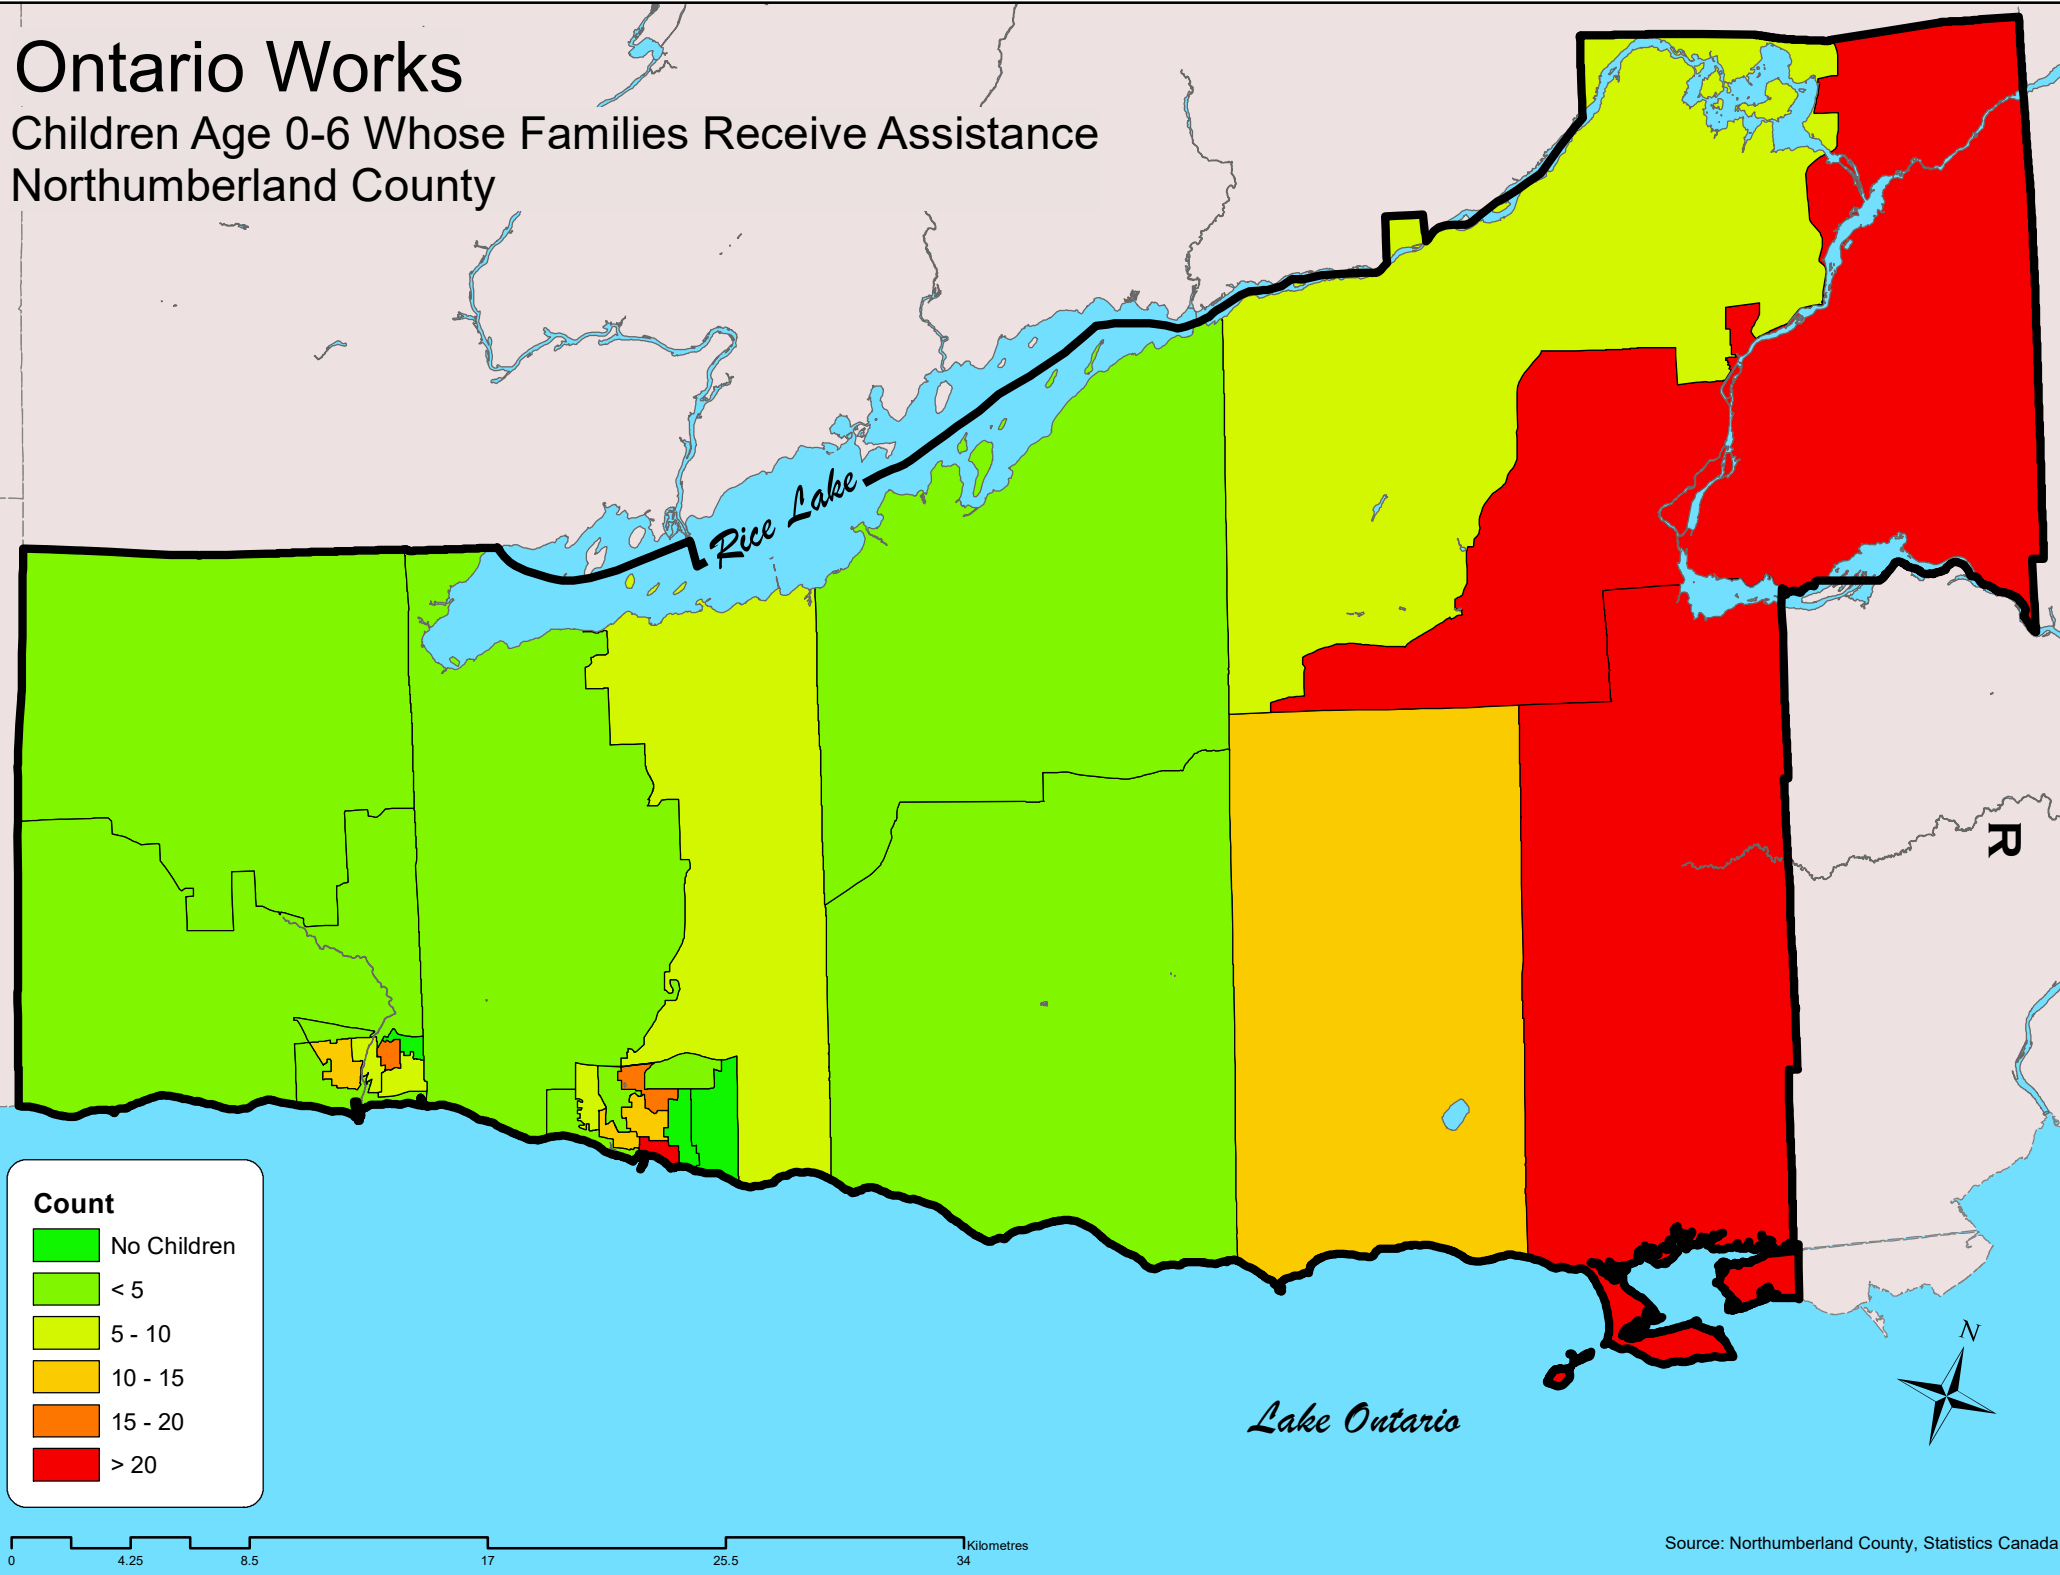 Ontario Works
Children Age 0-6 Whose Families Receive Assistance
Northumberland County
Rice Lake
R
Count
No Children
< 5
5 - 10
10 - 15
15 - 20
> 20
N
Lake Ontario
Kilometres
0 4.25 8.5 17 25.5 34
Source: Northumberland County, Statistics Canada